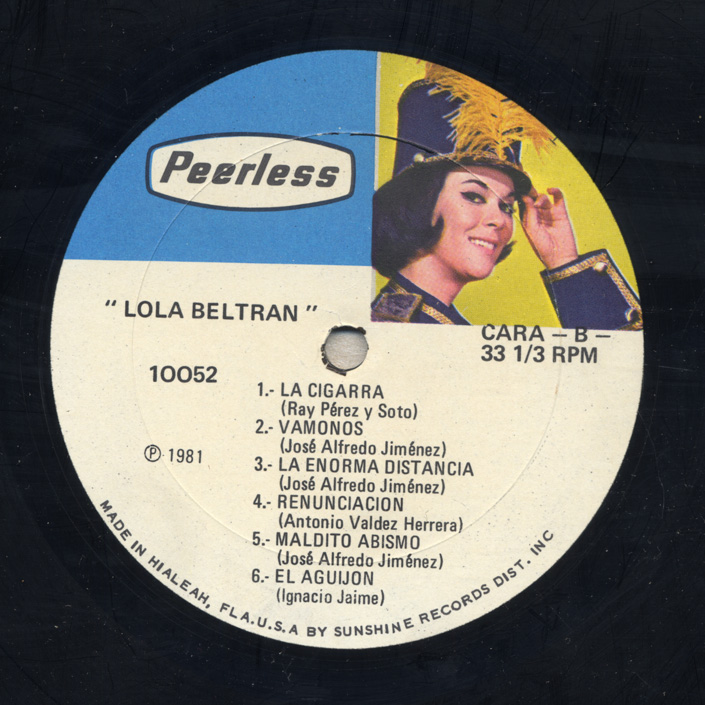 Peerless
" LOLA BELTRAN "
CARA – B –
33 1/3 RPM
10052
1.- LA CIGARRA
(Ray Pérez y Soto)
2.- VAMONOS
(José Alfredo Jiménez)
3.- LA ENORMA DISTANCIA
(José Alfredo Jiménez)
4.- RENUNCIACION
(Antonio Valdez Herrera)
5.- MALDITO ABISMO
(José Alfredo Jiménez)
6.- EL AGUIJON
(Ignacio Jaime)
℗ 1981
MADE IN HIALEAH, FLA.U.S.A BY SUNSHINE RECORDS DIST. INC